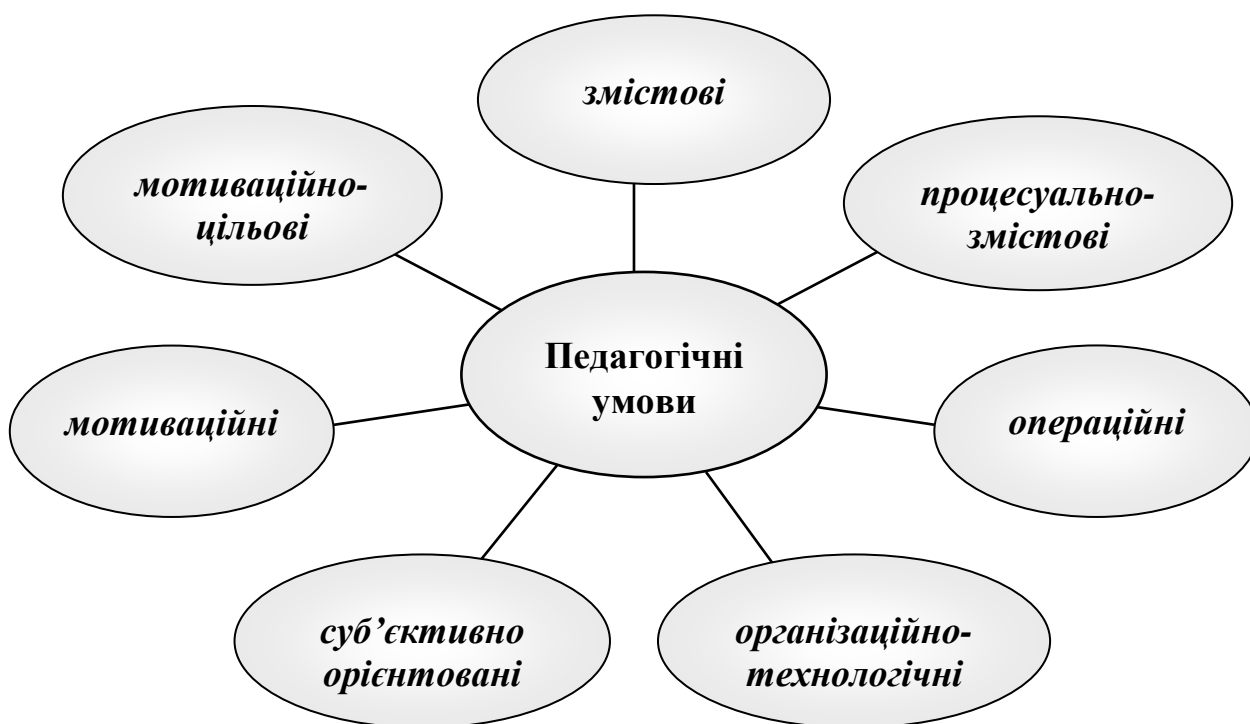 змістові
мотиваційно-
цільові
процесуально-
змістові
Педагогічні
умови
мотиваційні
операційні
суб’єктивно
орієнтовані
організаційно-
технологічні